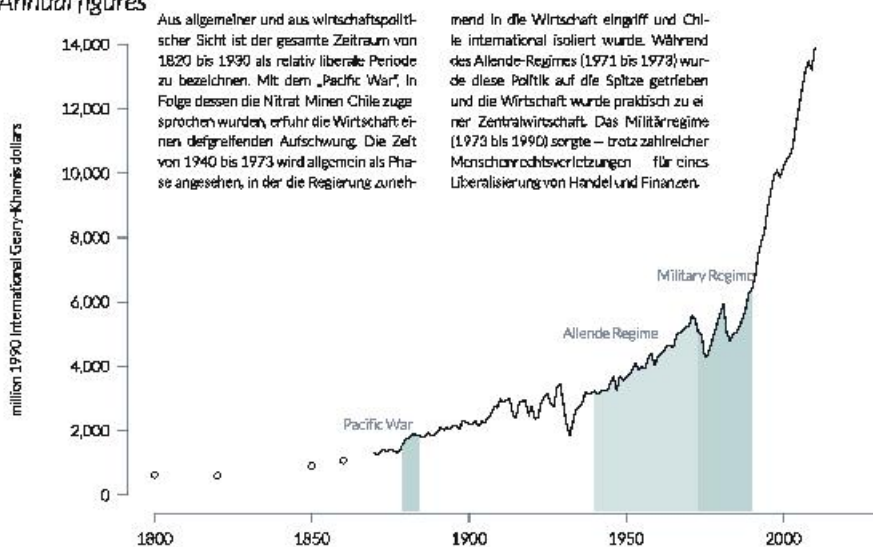 Annual figures
Aus allgemeiner und aus wirtschaftspoliti-
scher Sicht ist der gesamte Zeitraum von
1820 bis 1930 als relativ liberale Periode
zu bezeichnen. Mit dem „Pacific War", in
Folge dessen die Nitrat Minen Chile zuge
sprochen wurden, erfuhr die Wirtschaft ei-
nen tiefgreifenden Aufschwung. Die Zeit
von 1940 bis 1973 wird allgemein als Pha-
se angesehen, in der die Regierung zuneh-
mend in die Wirtschaft eingriff und Chi-
le international isoliert wurde. Während
des Allende-Regimes (1971 bis 1973) wur-
de diese Politik auf die Spitze getrieben
und die Wirtschaft wurde praktisch zu ei-
ner Zentralwirtschaft. Das Militärregime
(1973 bis 1990) sorgte – trotz zahlreicher
Menschenrechtsverletzungen für eines
Liberalisierung von Handel und Finanzen.
million 1990 International Geary-Khamis dollars
14,000
12,000
10,000
8,000
6,000
4,000
2,000
0
Military Regime
Allende Regime
Pacific War
1800
1850
1900
1950
2000